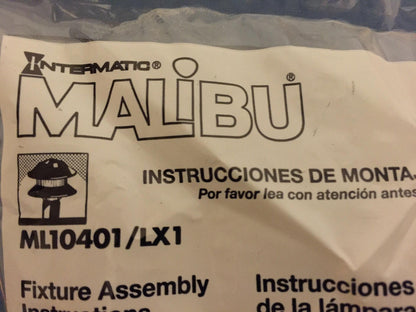 INTERMATIC®
MALIBU®
INSTRUCCIONES DE MONTA
Por favor lea con atención antes
ML10401/LX1
Fixture Assembly
Instructions
Instrucciones
de la lámpara